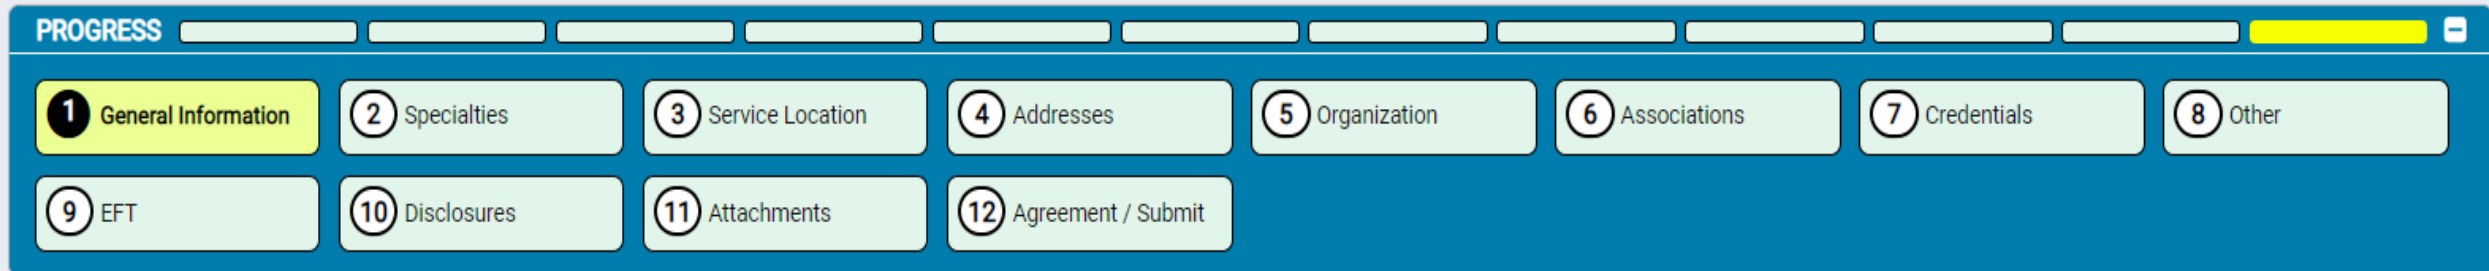 PROGRESS
1 General Information 2 Specialties 3 Service Location 4 Addresses 5 Organization 6 Associations 7 Credentials 8 Other
9 EFT 10 Disclosures 11 Attachments 12 Agreement / Submit